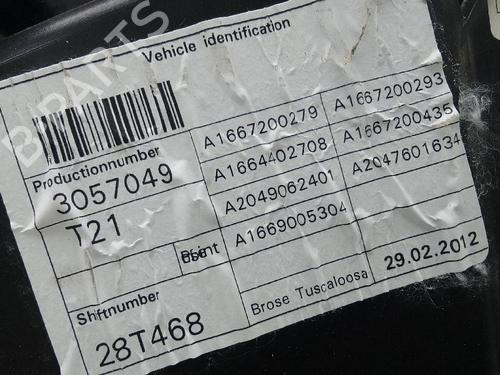 Vehicle identification
Productionnumber
3057049
T21
A1667200279
A1667200293
A1664402708
A1667200435
A2049062401
A2047601634
A1669005304
Shiftnumber
28T468
Brose Tuscaloosa
29.02.2012
BPARTS